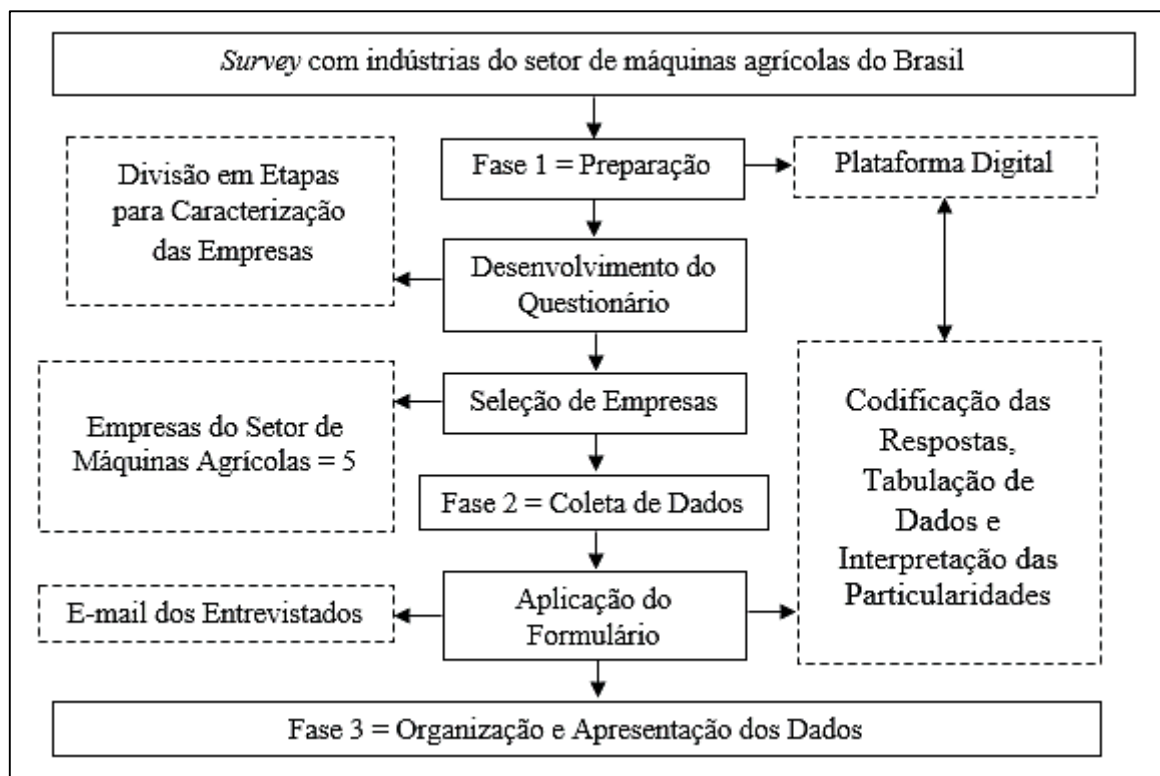 Survey com indústrias do setor de máquinas agrícolas do Brasil
Fase 1 = Preparação
Plataforma Digital
Divisão em Etapas
para Caracterização
das Empresas
Desenvolvimento do
Questionário
Seleção de Empresas
Empresas do Setor de
Máquinas Agrícolas = 5
Fase 2 = Coleta de Dados
Codificação das
Respostas,
Tabulação de
Dados e
Interpretação das
Particularidades
E-mail dos Entrevistados
Aplicação do
Formulário
Fase 3 = Organização e Apresentação dos Dados